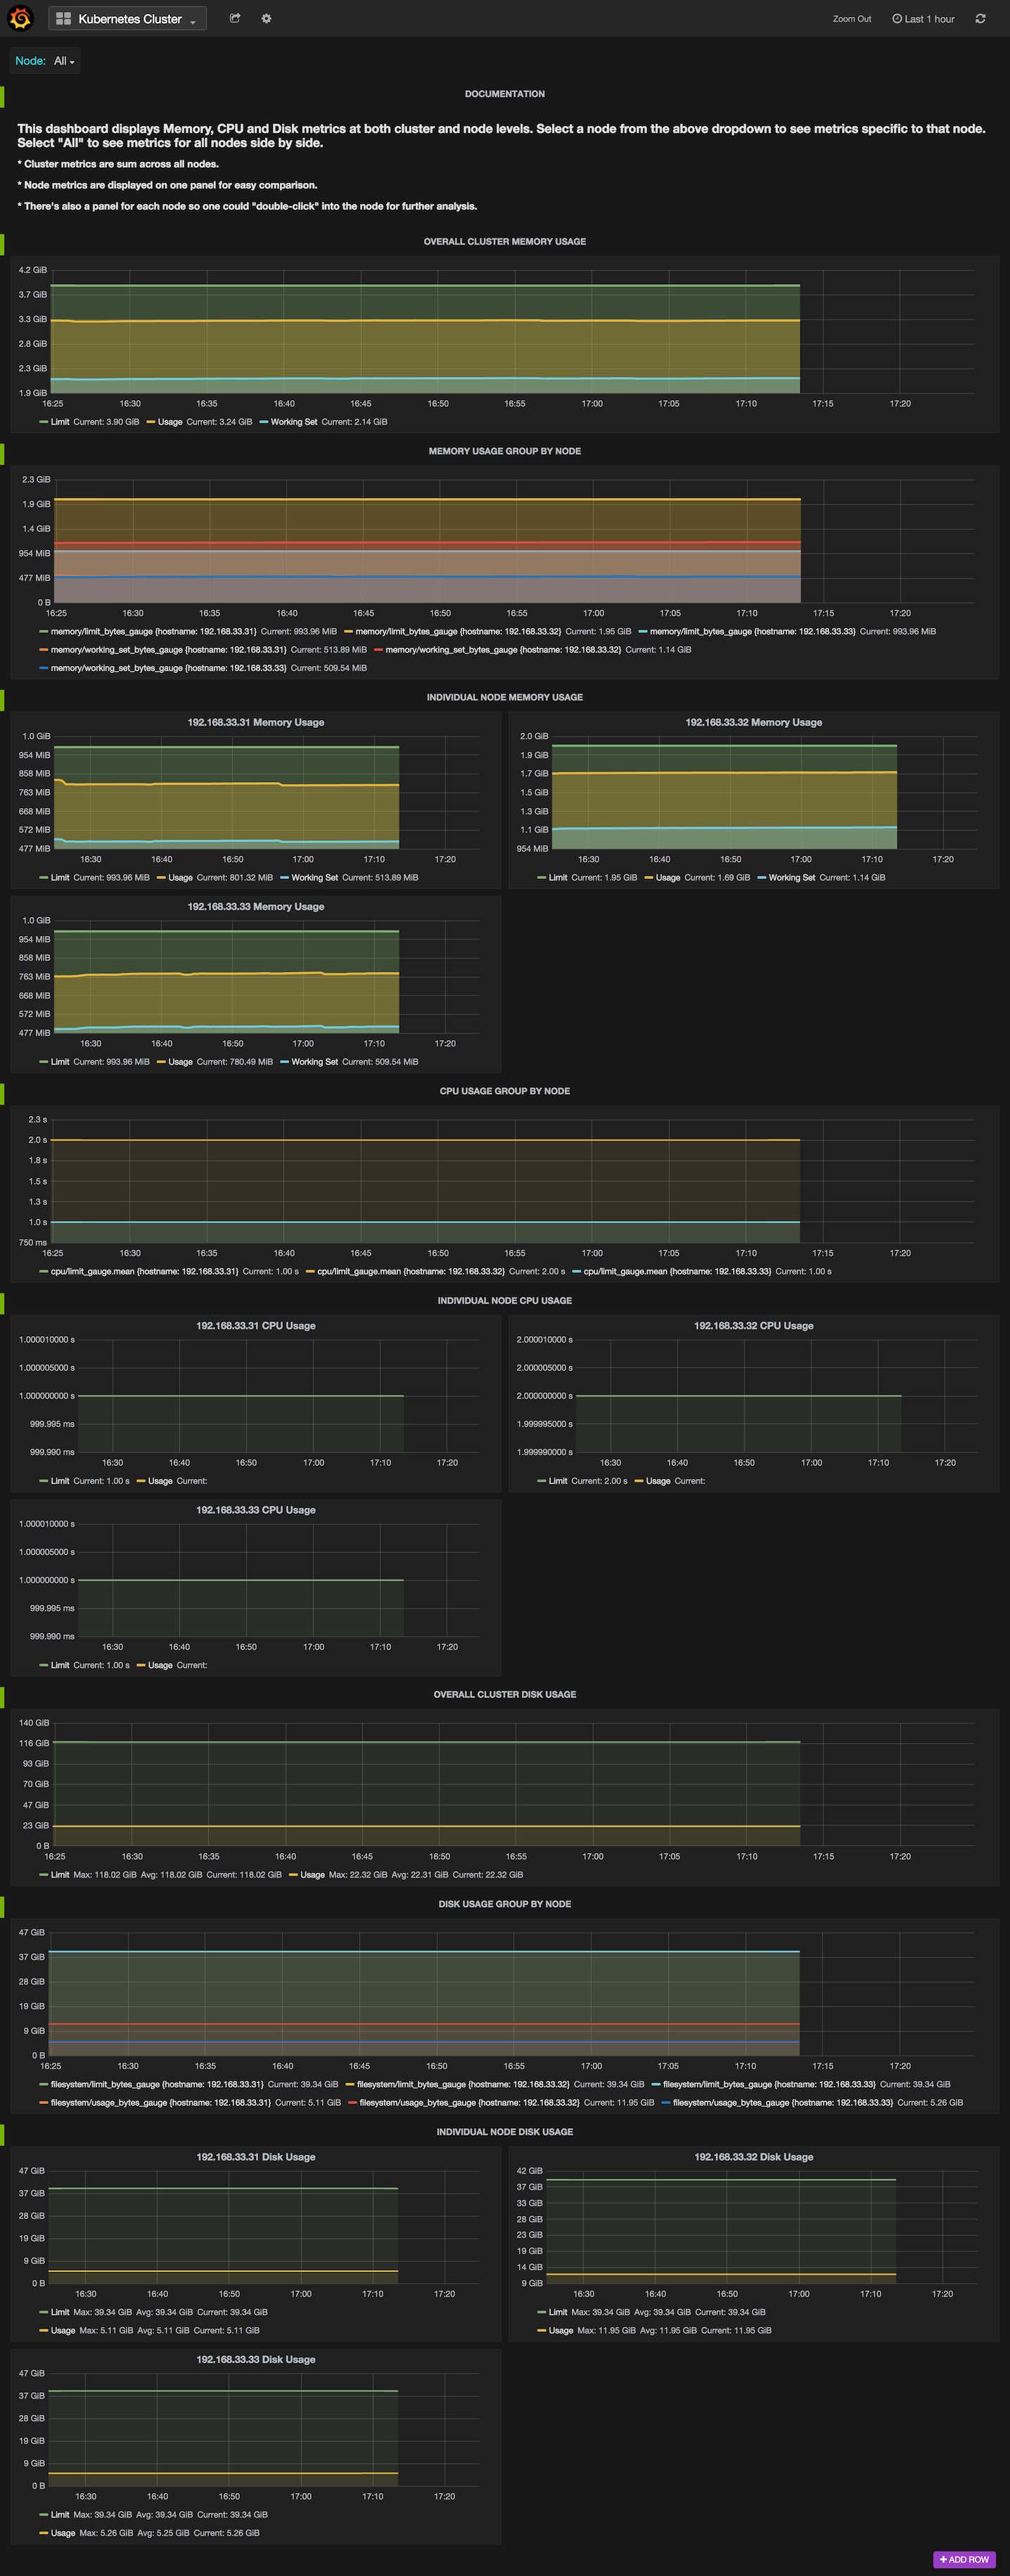 Kubernetes Cluster
Zoom Out
Last 1 hour
Node: All
DOCUMENTATION
This dashboard displays Memory, CPU and Disk metrics at both cluster and node levels. Select a node from the above dropdown to see metrics specific to that node.
Select "All" to see metrics for all nodes side by side.
* Cluster metrics are sum across all nodes.
* Node metrics are displayed on one panel for easy comparison.
* There's also a panel for each node so one could "double-click" into the node for further analysis.
OVERALL CLUSTER MEMORY USAGE
4.2 GiB
3.7 GiB
3.3 GiB
2.8 GiB
2.3 GiB
1.9 GiB
16:25 16:30 16:35 16:40 16:45 16:50 16:55 17:00 17:05 17:10 17:15 17:20
Limit Current: 3.90 GiB Usage Current: 3.24 GiB Working Set Current: 2.14 GiB
MEMORY USAGE GROUP BY NODE
2.3 GiB
1.9 GiB
1.4 GiB
954 MiB
477 MiB
0 B
16:25 16:30 16:35 16:40 16:45 16:50 16:55 17:00 17:05 17:10 17:15 17:20
memory/limit_bytes_gauge {hostname: 192.168.33.31} Current: 993.96 MiB memory/limit_bytes_gauge {hostname: 192.168.33.32} Current: 1.95 GiB memory/limit_bytes_gauge {hostname: 192.168.33.33} Current: 993.96 MiB
memory/working_set_bytes_gauge {hostname: 192.168.33.31} Current: 513.89 MiB memory/working_set_bytes_gauge {hostname: 192.168.33.32} Current: 1.14 GiB
memory/working_set_bytes_gauge {hostname: 192.168.33.33} Current: 509.54 MiB
INDIVIDUAL NODE MEMORY USAGE
192.168.33.31 Memory Usage
1.0 GiB
954 MiB
858 MiB
763 MiB
668 MiB
572 MiB
477 MiB
16:30 16:40 16:50 17:00 17:10 17:20
Limit Current: 993.96 MiB Usage Current: 801.32 MiB Working Set Current: 513.89 MiB
192.168.33.32 Memory Usage
2.0 GiB
1.9 GiB
1.7 GiB
1.5 GiB
1.3 GiB
1.1 GiB
954 MiB
16:30 16:40 16:50 17:00 17:10 17:20
Limit Current: 1.95 GiB Usage Current: 1.69 GiB Working Set Current: 1.14 GiB
192.168.33.33 Memory Usage
1.0 GiB
954 MiB
858 MiB
763 MiB
668 MiB
572 MiB
477 MiB
16:30 16:40 16:50 17:00 17:10 17:20
Limit Current: 993.96 MiB Usage Current: 780.49 MiB Working Set Current: 509.54 MiB
CPU USAGE GROUP BY NODE
2.3 s
2.0 s
1.8 s
1.5 s
1.3 s
1.0 s
750 ms
16:25 16:30 16:35 16:40 16:45 16:50 16:55 17:00 17:05 17:10 17:15 17:20
cpu/limit_gauge.mean {hostname: 192.168.33.31} Current: 1.00 s cpu/limit_gauge.mean {hostname: 192.168.33.32} Current: 2.00 s cpu/limit_gauge.mean {hostname: 192.168.33.33} Current: 1.00 s
INDIVIDUAL NODE CPU USAGE
192.168.33.31 CPU Usage
1.000010000 s
1.000005000 s
1.000000000 s
999.995 ms
999.990 ms
16:30 16:40 16:50 17:00 17:10 17:20
Limit Current: 1.00 s Usage Current:
192.168.33.32 CPU Usage
2.000010000 s
2.000005000 s
2.000000000 s
1.999995000 s
1.999990000 s
16:30 16:40 16:50 17:00 17:10 17:20
Limit Current: 2.00 s Usage Current:
192.168.33.33 CPU Usage
1.000010000 s
1.000005000 s
1.000000000 s
999.995 ms
999.990 ms
16:30 16:40 16:50 17:00 17:10 17:20
Limit Current: 1.00 s Usage Current:
OVERALL CLUSTER DISK USAGE
140 GiB
116 GiB
93 GiB
70 GiB
47 GiB
23 GiB
0 B
16:25 16:30 16:35 16:40 16:45 16:50 16:55 17:00 17:05 17:10 17:15 17:20
Limit Max: 118.02 GiB Avg: 118.02 GiB Current: 118.02 GiB Usage Max: 22.32 GiB Avg: 22.31 GiB Current: 22.32 GiB
DISK USAGE GROUP BY NODE
47 GiB
37 GiB
28 GiB
19 GiB
9 GiB
0 B
16:25 16:30 16:35 16:40 16:45 16:50 16:55 17:00 17:05 17:10 17:15 17:20
filesystem/limit_bytes_gauge {hostname: 192.168.33.31} Current: 39.34 GiB filesystem/limit_bytes_gauge {hostname: 192.168.33.32} Current: 39.34 GiB filesystem/limit_bytes_gauge {hostname: 192.168.33.33} Current: 39.34 GiB
filesystem/usage_bytes_gauge {hostname: 192.168.33.31} Current: 5.11 GiB filesystem/usage_bytes_gauge {hostname: 192.168.33.32} Current: 11.95 GiB filesystem/usage_bytes_gauge {hostname: 192.168.33.33} Current: 5.26 GiB
INDIVIDUAL NODE DISK USAGE
192.168.33.31 Disk Usage
47 GiB
37 GiB
28 GiB
19 GiB
9 GiB
0 B
16:30 16:40 16:50 17:00 17:10 17:20
Limit Max: 39.34 GiB Avg: 39.34 GiB Current: 39.34 GiB
Usage Max: 5.11 GiB Avg: 5.11 GiB Current: 5.11 GiB
192.168.33.32 Disk Usage
42 GiB
37 GiB
33 GiB
28 GiB
23 GiB
19 GiB
14 GiB
9 GiB
16:30 16:40 16:50 17:00 17:10 17:20
Limit Max: 39.34 GiB Avg: 39.34 GiB Current: 39.34 GiB
Usage Max: 11.95 GiB Avg: 11.95 GiB Current: 11.95 GiB
192.168.33.33 Disk Usage
47 GiB
37 GiB
28 GiB
19 GiB
9 GiB
0 B
16:30 16:40 16:50 17:00 17:10 17:20
Limit Max: 39.34 GiB Avg: 39.34 GiB Current: 39.34 GiB
Usage Max: 5.26 GiB Avg: 5.25 GiB Current: 5.26 GiB
+ ADD ROW